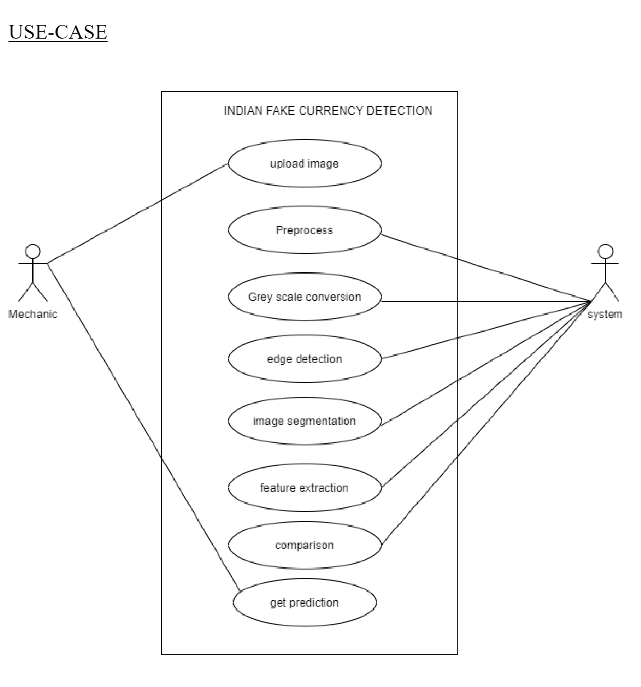 USE-CASE
INDIAN FAKE CURRENCY DETECTION
upload image
Preprocess
Grey scale conversion
Mechanic
system
edge detection
image segmentation
feature extraction
comparison
get prediction